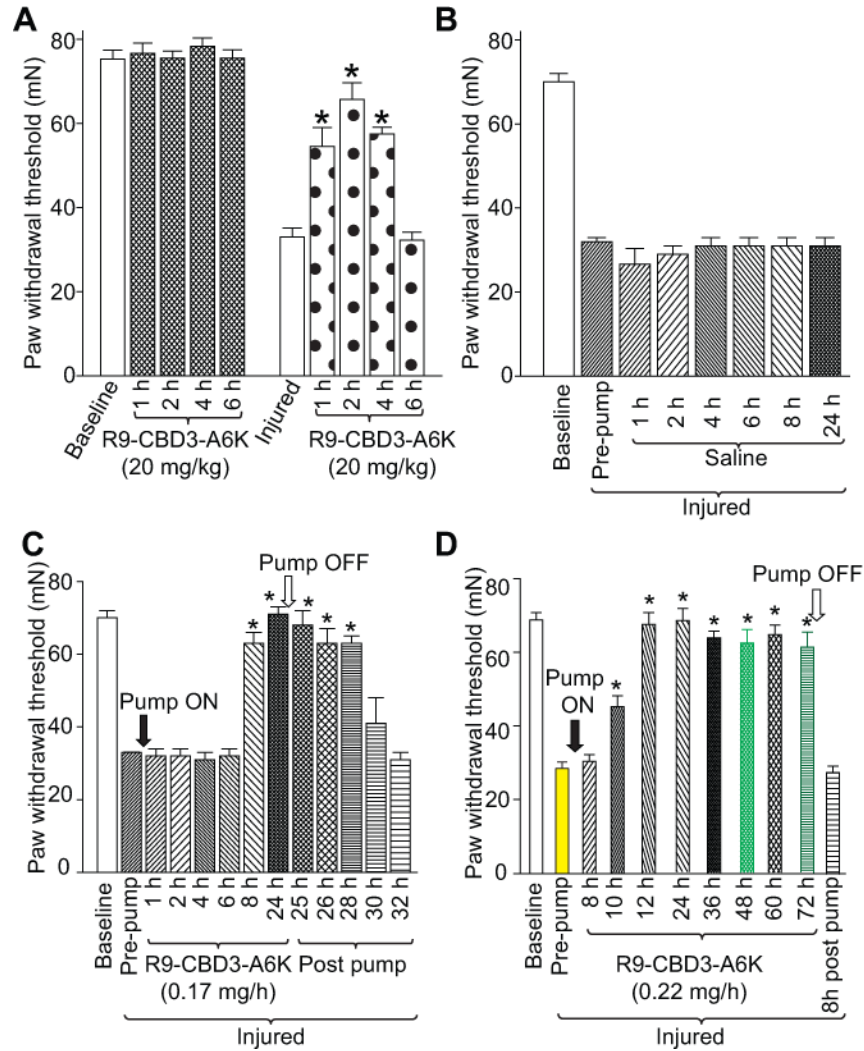 A
Paw withdrawal threshold (mN)
80
60
40
20
0
*
*
*
Baseline
1 h
2 h
4 h
6 h
R9-CBD3-A6K
(20 mg/kg)
Injured
1 h
2 h
4 h
6 h
R9-CBD3-A6K
(20 mg/kg)
B
Paw withdrawal threshold (mN)
80
60
40
20
0
Baseline
Pre-pump
1 h
2 h
4 h
6 h
8 h
24 h
Saline
Injured
C
Paw withdrawal threshold (mN)
80
60
40
20
0
Pump ON
Pump OFF
*
*
*
*
*
Baseline
Pre-pump
1 h
2 h
4 h
6 h
8 h
24 h
25 h
26 h
28 h
30 h
32 h
R9-CBD3-A6K
(0.17 mg/h)
Post pump
Injured
D
Paw withdrawal threshold (mN)
80
60
40
20
0
Pump
ON
Pump OFF
*
*
*
*
*
*
*
Baseline
Pre-pump
8 h
10 h
12 h
24 h
36 h
48 h
60 h
72 h
8h post pump
R9-CBD3-A6K
(0.22 mg/h)
Injured